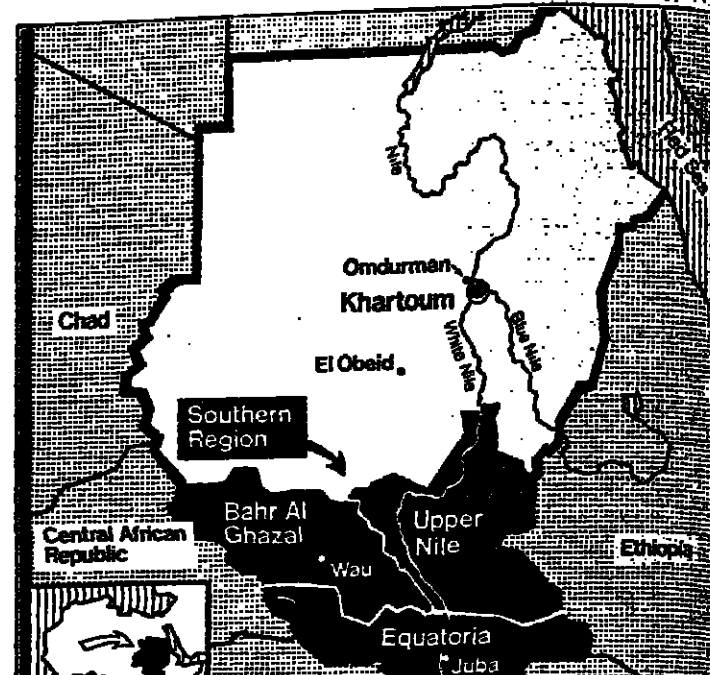 Nile
Red Sea
Omdurman
Khartoum
Chad
White Nile
Blue Nile
El Obeid
Southern
Region
Bahr Al
Ghazal
Upper
Nile
Central African
Republic
Ethiopia
Wau
Equatoria
Juba